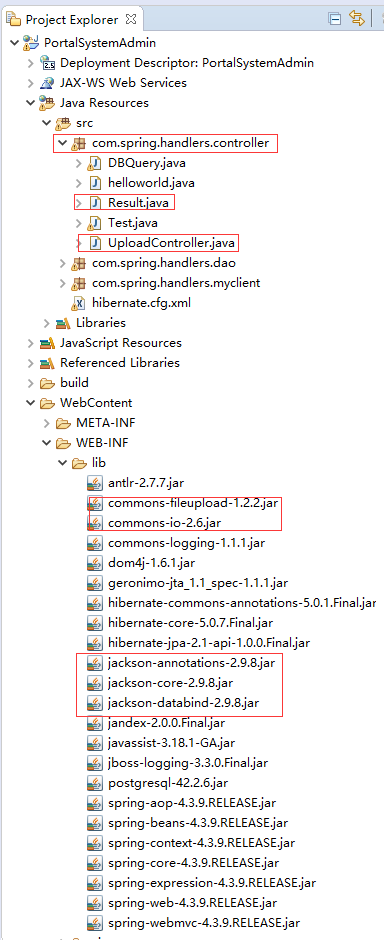 Project Explorer
PortalSystemAdmin
Deployment Descriptor: PortalSystemAdmin
JAX-WS Web Services
Java Resources
src
com.spring.handlers.controller
DBQuery.java
helloworld.java
Result.java
Test.java
UploadController.java
com.spring.handlers.dao
com.spring.handlers.myclient
hibernate.cfg.xml
Libraries
JavaScript Resources
Referenced Libraries
build
WebContent
META-INF
WEB-INF
lib
antlr-2.7.7.jar
commons-fileupload-1.2.2.jar
commons-io-2.6.jar
commons-logging-1.1.1.jar
dom4j-1.6.1.jar
geronimo-jta_1.1_spec-1.1.1.jar
hibernate-commons-annotations-5.0.1.Final.jar
hibernate-core-5.0.7.Final.jar
hibernate-jpa-2.1-api-1.0.0.Final.jar
jackson-annotations-2.9.8.jar
jackson-core-2.9.8.jar
jackson-databind-2.9.8.jar
jandex-2.0.0.Final.jar
javassist-3.18.1-GA.jar
jboss-logging-3.3.0.Final.jar
postgresql-42.2.6.jar
spring-aop-4.3.9.RELEASE.jar
spring-beans-4.3.9.RELEASE.jar
spring-context-4.3.9.RELEASE.jar
spring-core-4.3.9.RELEASE.jar
spring-expression-4.3.9.RELEASE.jar
spring-web-4.3.9.RELEASE.jar
spring-webmvc-4.3.9.RELEASE.jar